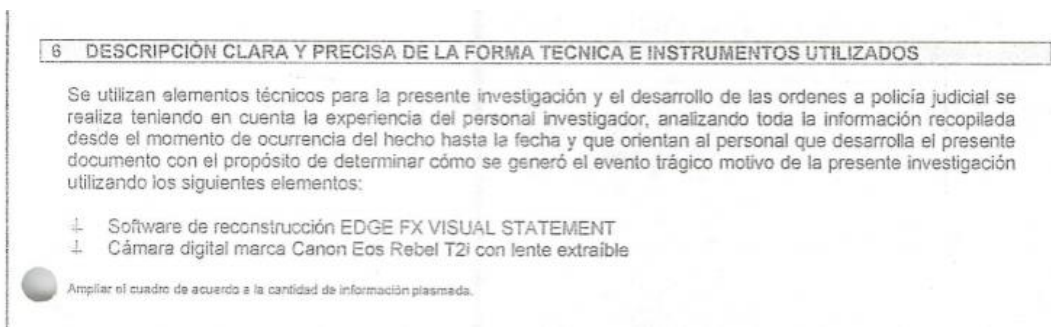 6 DESCRIPCIÓN CLARA Y PRECISA DE LA FORMA TECNICA E INSTRUMENTOS UTILIZADOS
Se utilizan elementos técnicos para la presente investigación y el desarrollo de las ordenes a policía judicial se
realiza teniendo en cuenta la experiencia del personal investigador, analizando toda la información recopilada
desde el momento de ocurrencia del hecho hasta la fecha y que orientan al personal que desarrolla el presente
documento con el propósito de determinar cómo se generó el evento trágico motivo de la presente investigación
utilizando los siguientes elementos:
Software de reconstrucción EDGE FX VISUAL STATEMENT
Cámara digital marca Canon Eos Rebel T2i con lente extraíble
Ampliar el cuadro de acuerdo a la cantidad de información plasmada.